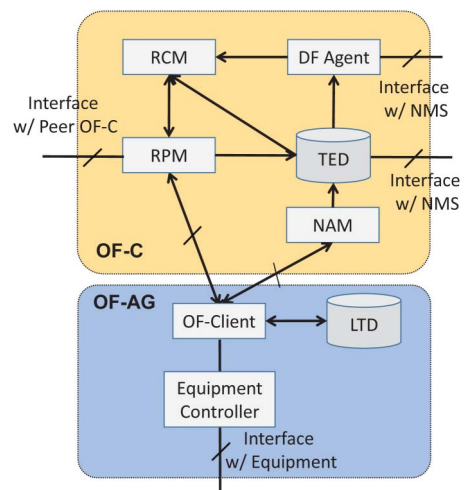 RCM
DF Agent
Interface
w/ Peer OF-C
Interface
w/ NMS
RPM
TED
Interface
w/ NMS
NAM
OF-C
OF-AG
OF-Client
LTD
Equipment
Controller
Interface
w/ Equipment